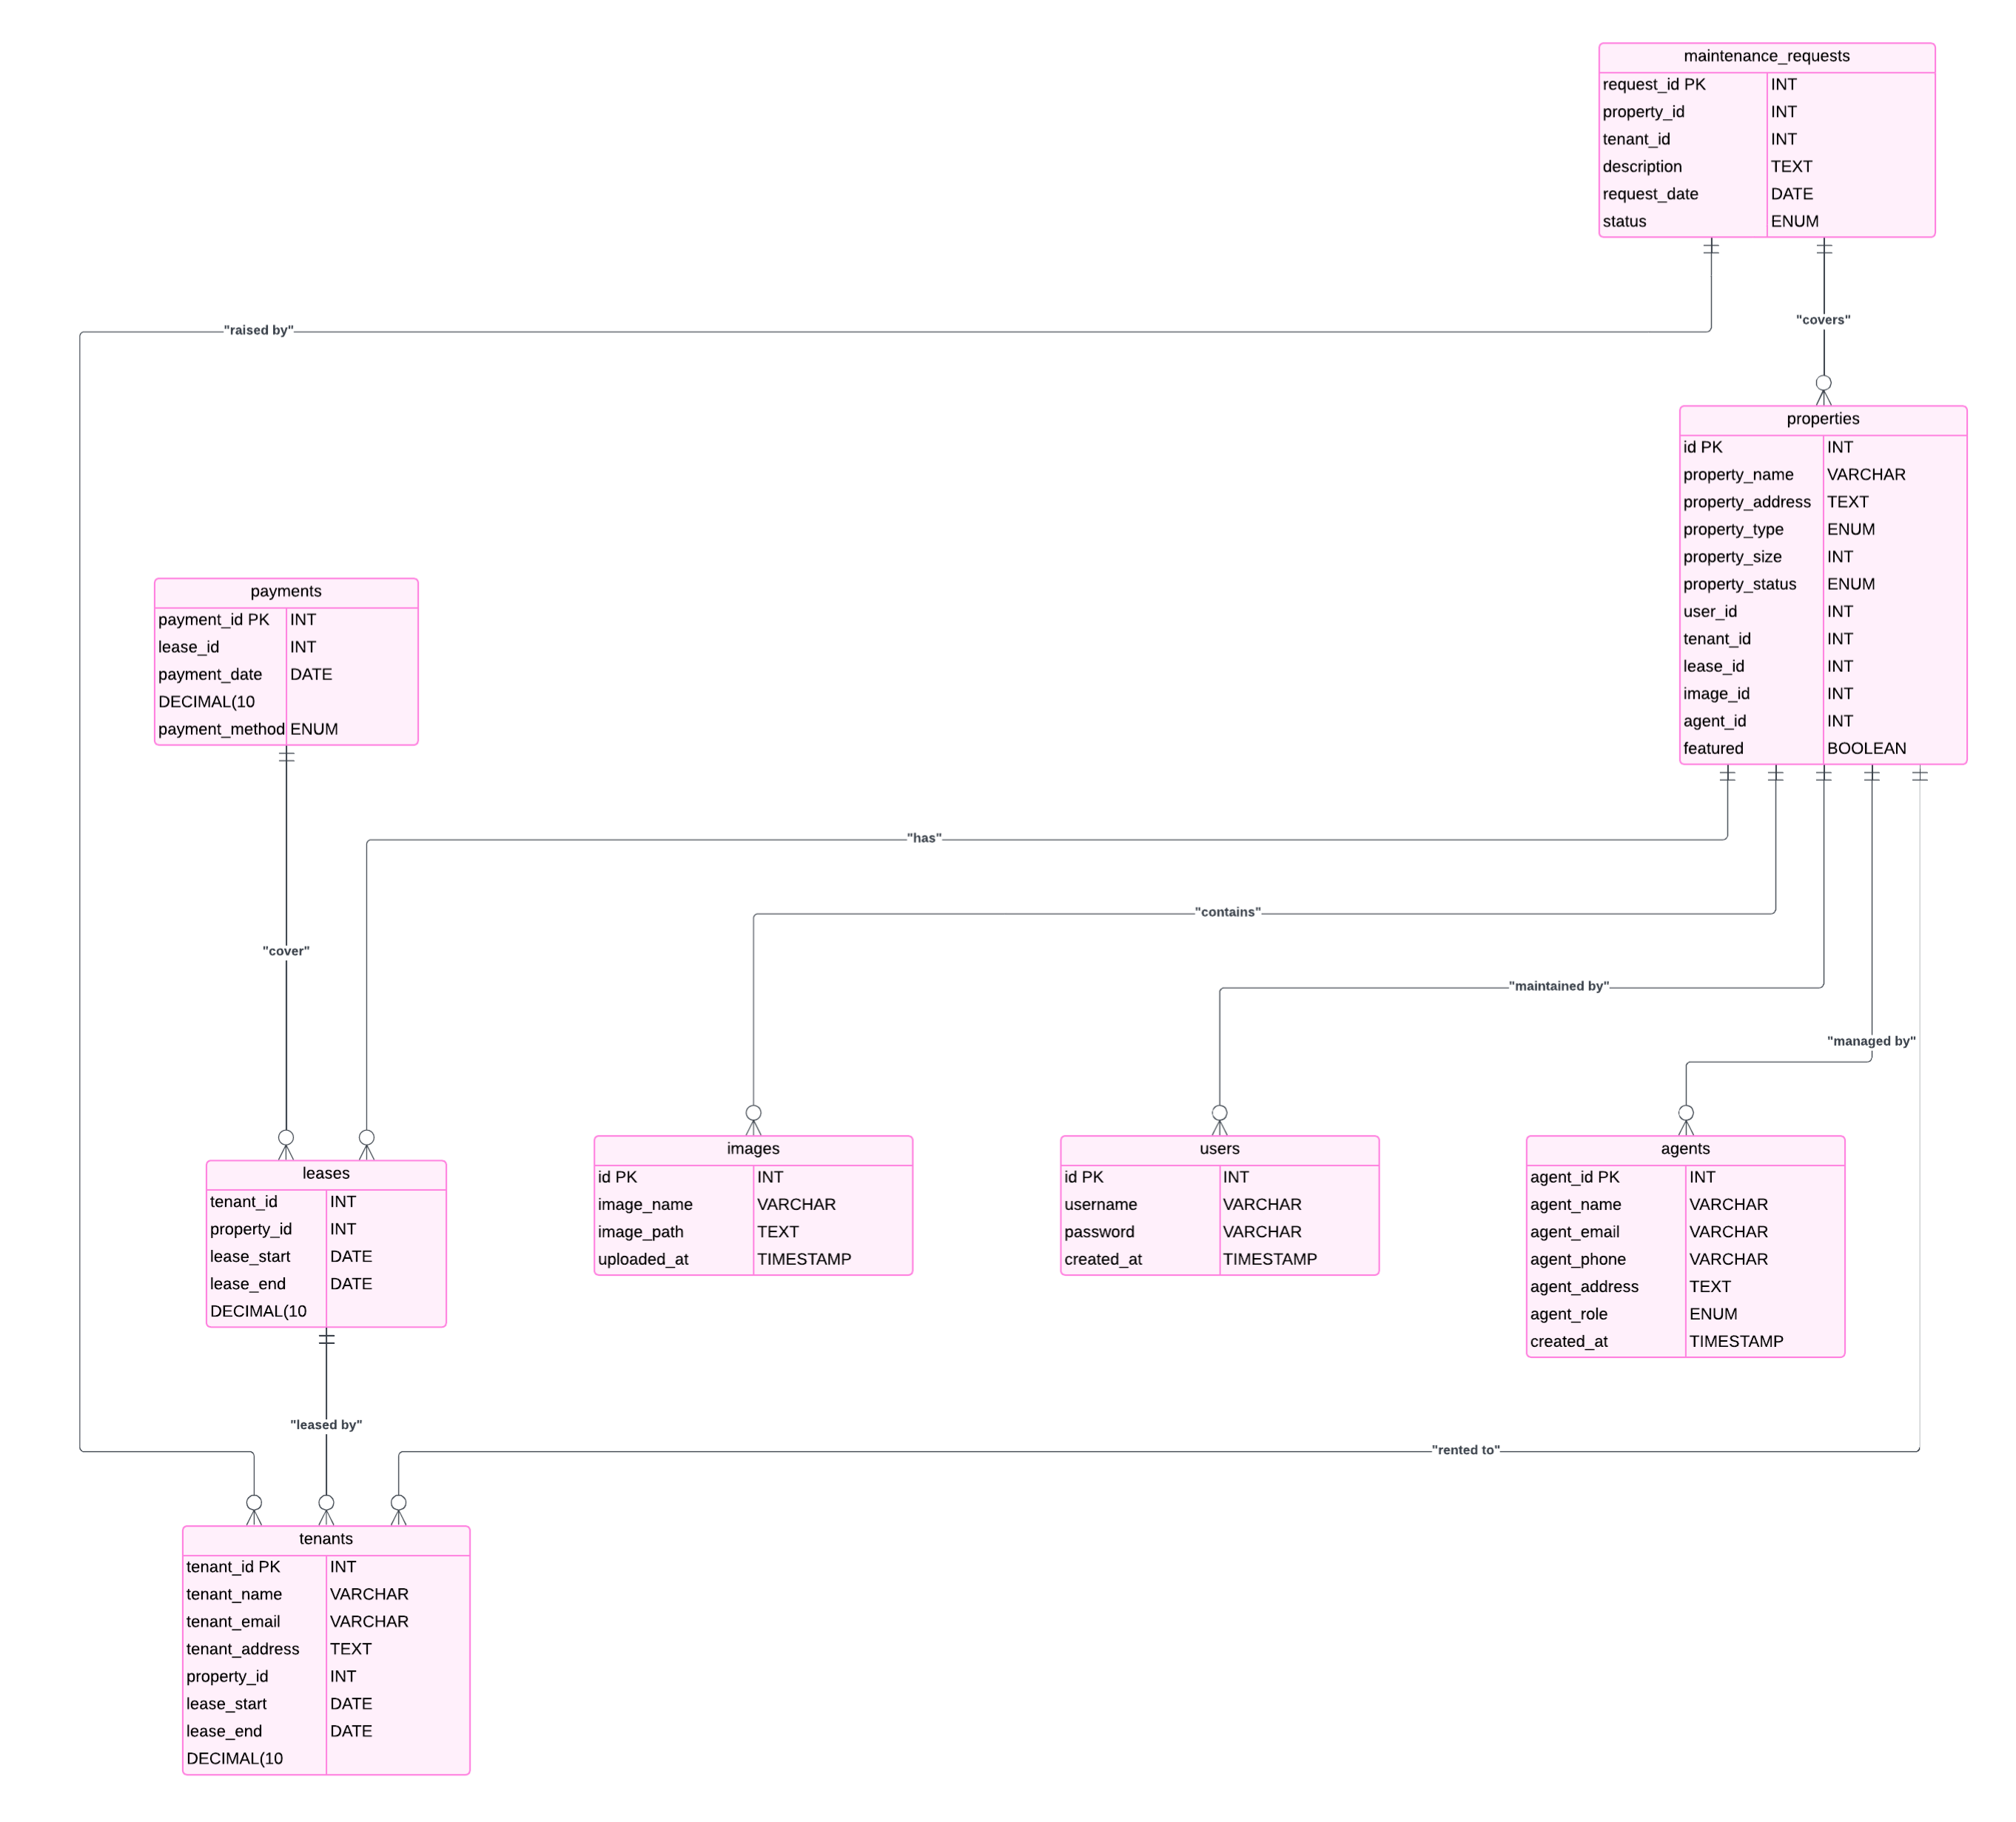 maintenance_requests
request_id PK INT
property_id INT
tenant_id INT
description TEXT
request_date DATE
status ENUM
"raised by"
"covers"
properties
id PK INT
property_name VARCHAR
property_address TEXT
property_type ENUM
property_size INT
property_status ENUM
user_id INT
tenant_id INT
lease_id INT
image_id INT
agent_id INT
featured BOOLEAN
payments
payment_id PK INT
lease_id INT
payment_date DATE
DECIMAL(10
payment_method ENUM
"has"
"contains"
"cover"
"maintained by"
"managed by"
leases
tenant_id INT
property_id INT
lease_start DATE
lease_end DATE
DECIMAL(10
images
id PK INT
image_name VARCHAR
image_path TEXT
uploaded_at TIMESTAMP
users
id PK INT
username VARCHAR
password VARCHAR
created_at TIMESTAMP
agents
agent_id PK INT
agent_name VARCHAR
agent_email VARCHAR
agent_phone VARCHAR
agent_address TEXT
agent_role ENUM
created_at TIMESTAMP
"leased by"
"rented to"
tenants
tenant_id PK INT
tenant_name VARCHAR
tenant_email VARCHAR
tenant_address TEXT
property_id INT
lease_start DATE
lease_end DATE
DECIMAL(10